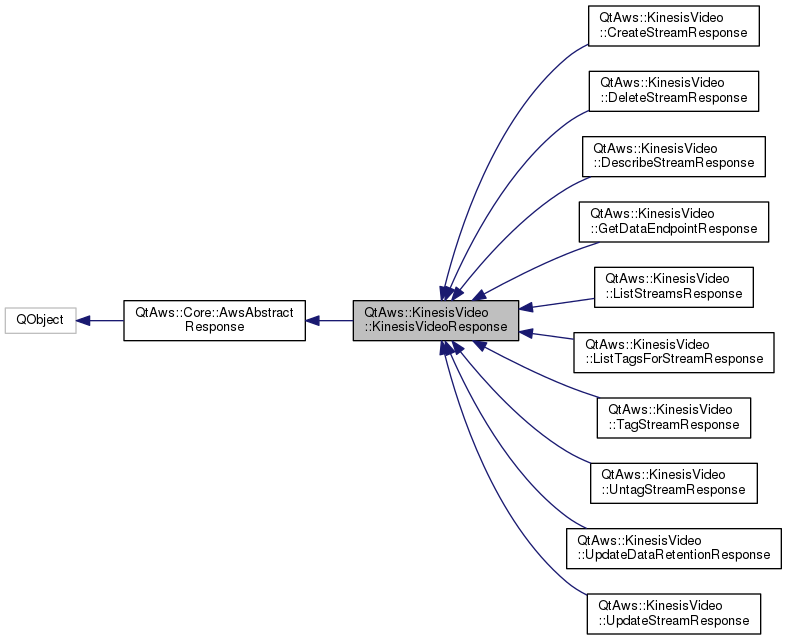 QtAws::KinesisVideo
::CreateStreamResponse
QtAws::KinesisVideo
::DeleteStreamResponse
QtAws::KinesisVideo
::DescribeStreamResponse
QtAws::KinesisVideo
::GetDataEndpointResponse
QtAws::KinesisVideo
::ListStreamsResponse
QObject
QtAws::Core::AwsAbstract
Response
QtAws::KinesisVideo
::KinesisVideoResponse
QtAws::KinesisVideo
::ListTagsForStreamResponse
QtAws::KinesisVideo
::TagStreamResponse
QtAws::KinesisVideo
::UntagStreamResponse
QtAws::KinesisVideo
::UpdateDataRetentionResponse
QtAws::KinesisVideo
::UpdateStreamResponse